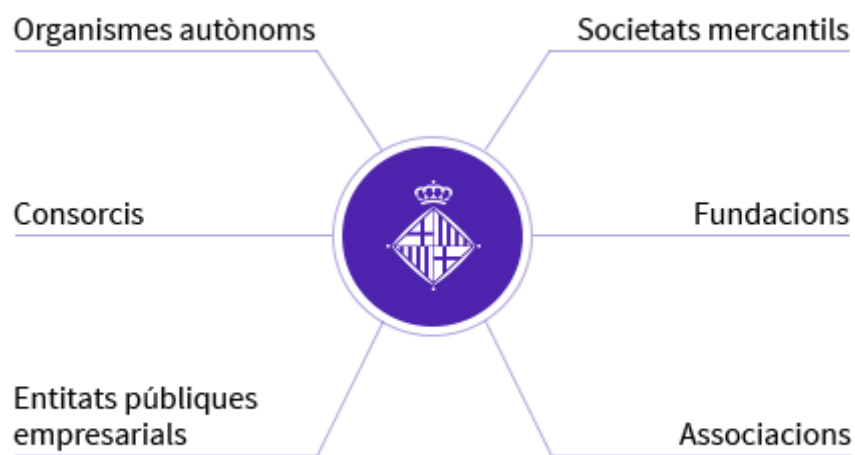 Organismes autònoms
Societats mercantils
Consorcis
Fundacions
Entitats públiques
empresarials
Associacions